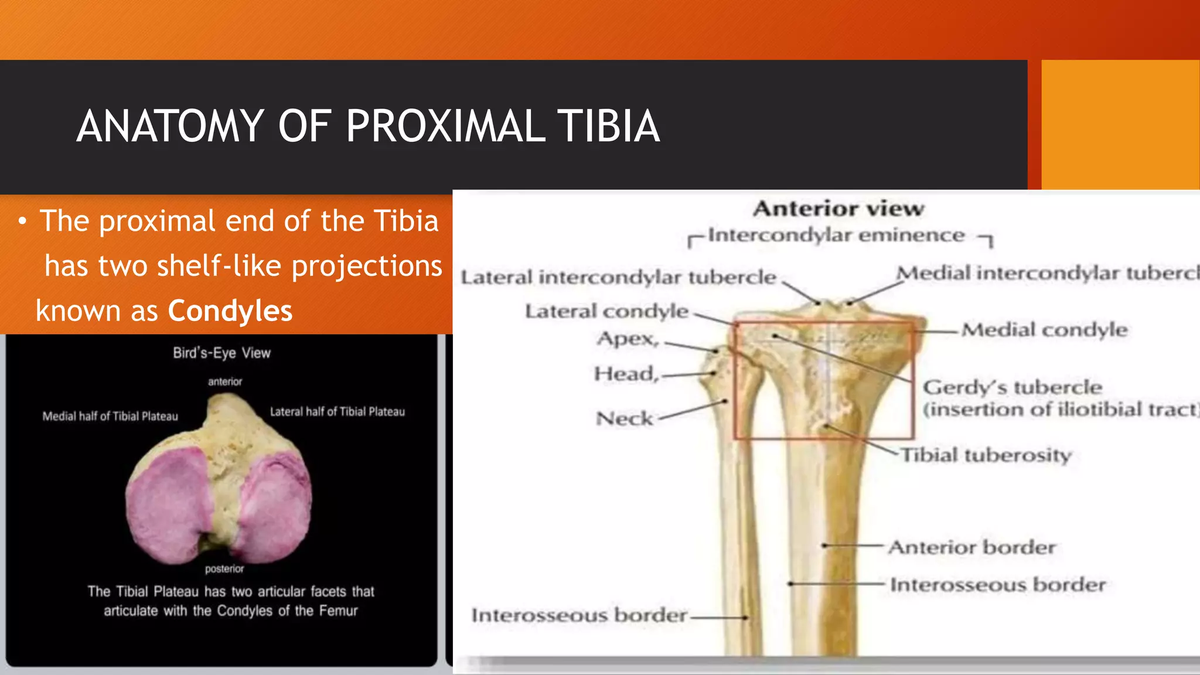 ANATOMY OF PROXIMAL TIBIA
• The proximal end of the Tibia
has two shelf-like projections
known as Condyles
Bird's-Eye View
anterior
Medial half of Tibial Plateau
Lateral half of Tibial Plateau
posterior
The Tibial Plateau has two articular facets that
articulate with the Condyles of the Femur
Anterior view
Intercondylar eminence
Lateral intercondylar tubercle
Medial intercondylar tubercl
Lateral condyle
Apex,
Head,
Neck
Medial condyle
Gerdy's tubercle
(insertion of iliotibial tract)
Tibial tuberosity
Anterior border
Interosseous border
Interosseous border